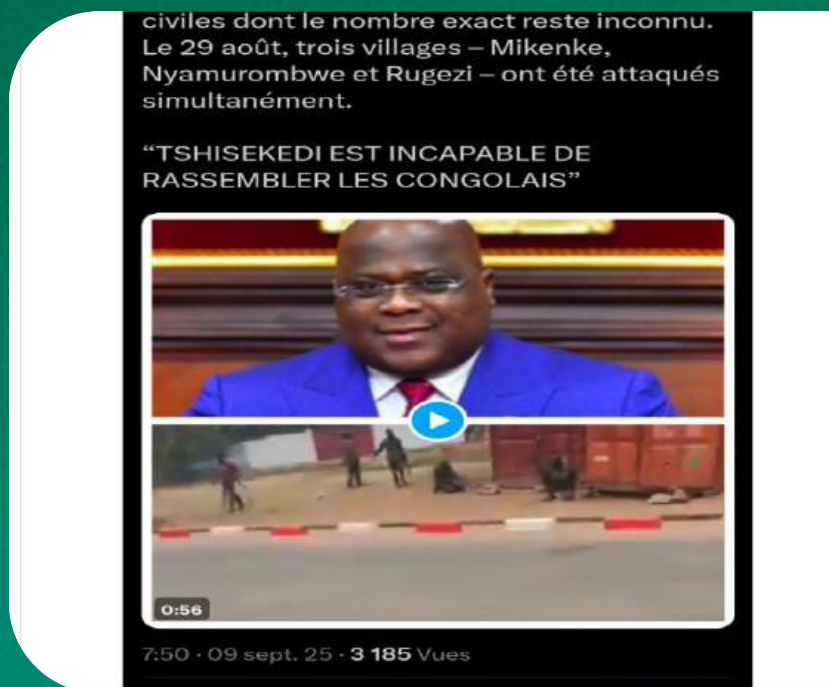 civiles dont le nombre exact reste inconnu.
Le 29 août, trois villages – Mikenke,
Nyamurombwe et Rugezi – ont été attaqués
simultanément.
“TSHISEKEDI EST INCAPABLE DE
RASSEMBLER LES CONGOLAIS”
0:56
7:50 · 09 sept. 25 · 3 185 Vues